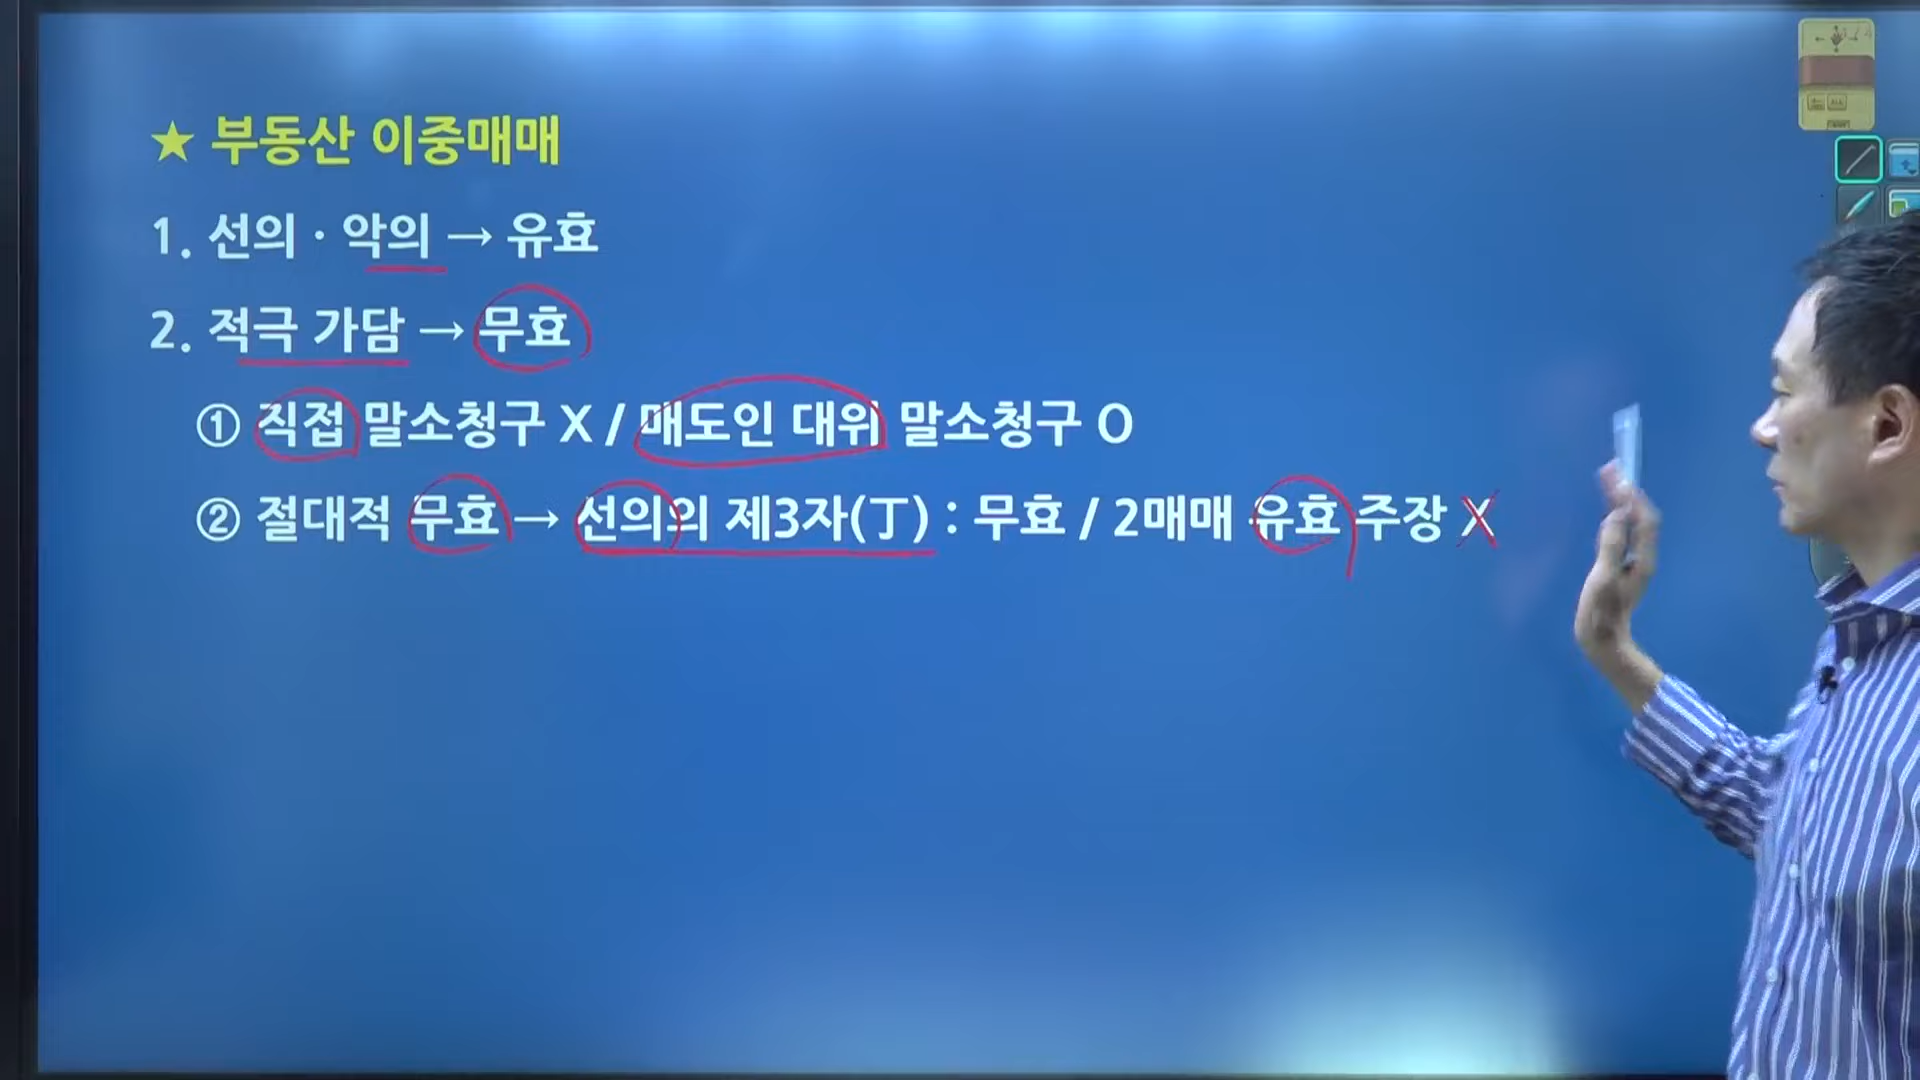 ★ 부동산 이중매매
1. 선의 · 악의 → 유효
2. 적극 가담 → 무효
① 직접 말소청구 X / 매도인 대위 말소청구 O
② 절대적 무효 → 선의의 제3자(丁) : 무효 / 2매매 유효 주장 X